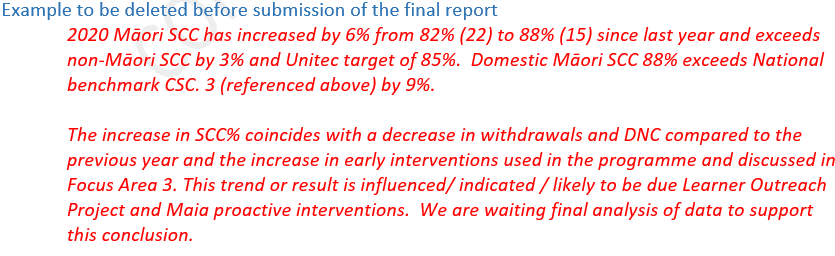 Example to be deleted before submission of the final report
2020 Māori SCC has increased by 6% from 82% (22) to 88% (15) since last year and exceeds
non-Māori SCC by 3% and Unitec target of 85%.  Domestic Māori SCC 88% exceeds National
benchmark CSC. 3 (referenced above) by 9%.
The increase in SCC% coincides with a decrease in withdrawals and DNC compared to the
previous year and the increase in early interventions used in the programme and discussed in
Focus Area 3. This trend or result is influenced/ indicated / likely to be due Learner Outreach
Project and Maia proactive interventions.  We are waiting final analysis of data to support
this conclusion.